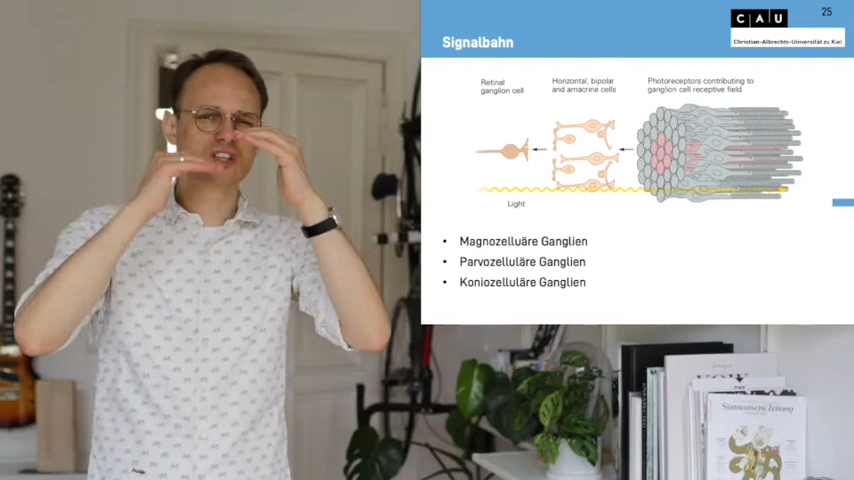 25
CAU
Christian-Albrechts-Universität zu Kiel
Signalbahn
Retinal
ganglion cell
Horizontal, bipolar
and amacrine cells
Photoreceptors contributing to
ganglion cell receptive field
Light
• Magnozelluäre Ganglien
• Parvozelluläre Ganglien
• Koniozelluläre Ganglien
Süddeutsche Zeitung